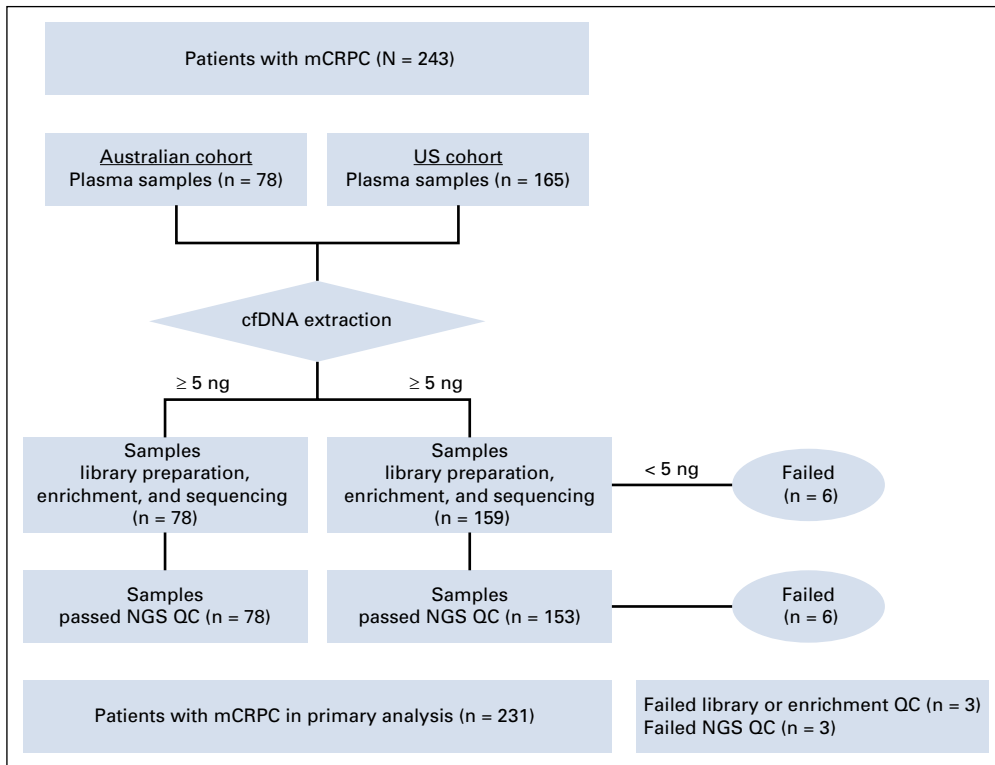 Patients with mCRPC (N = 243)
Australian cohort
Plasma samples (n = 78)
US cohort
Plasma samples (n = 165)
cfDNA extraction
≥ 5 ng
≥ 5 ng
Samples
library preparation,
enrichment, and sequencing
(n = 78)
Samples
library preparation,
enrichment, and sequencing
(n = 159)
< 5 ng
Failed
(n = 6)
Samples
passed NGS QC (n = 78)
Samples
passed NGS QC (n = 153)
Failed
(n = 6)
Patients with mCRPC in primary analysis (n = 231)
Failed library or enrichment QC (n = 3)
Failed NGS QC (n = 3)